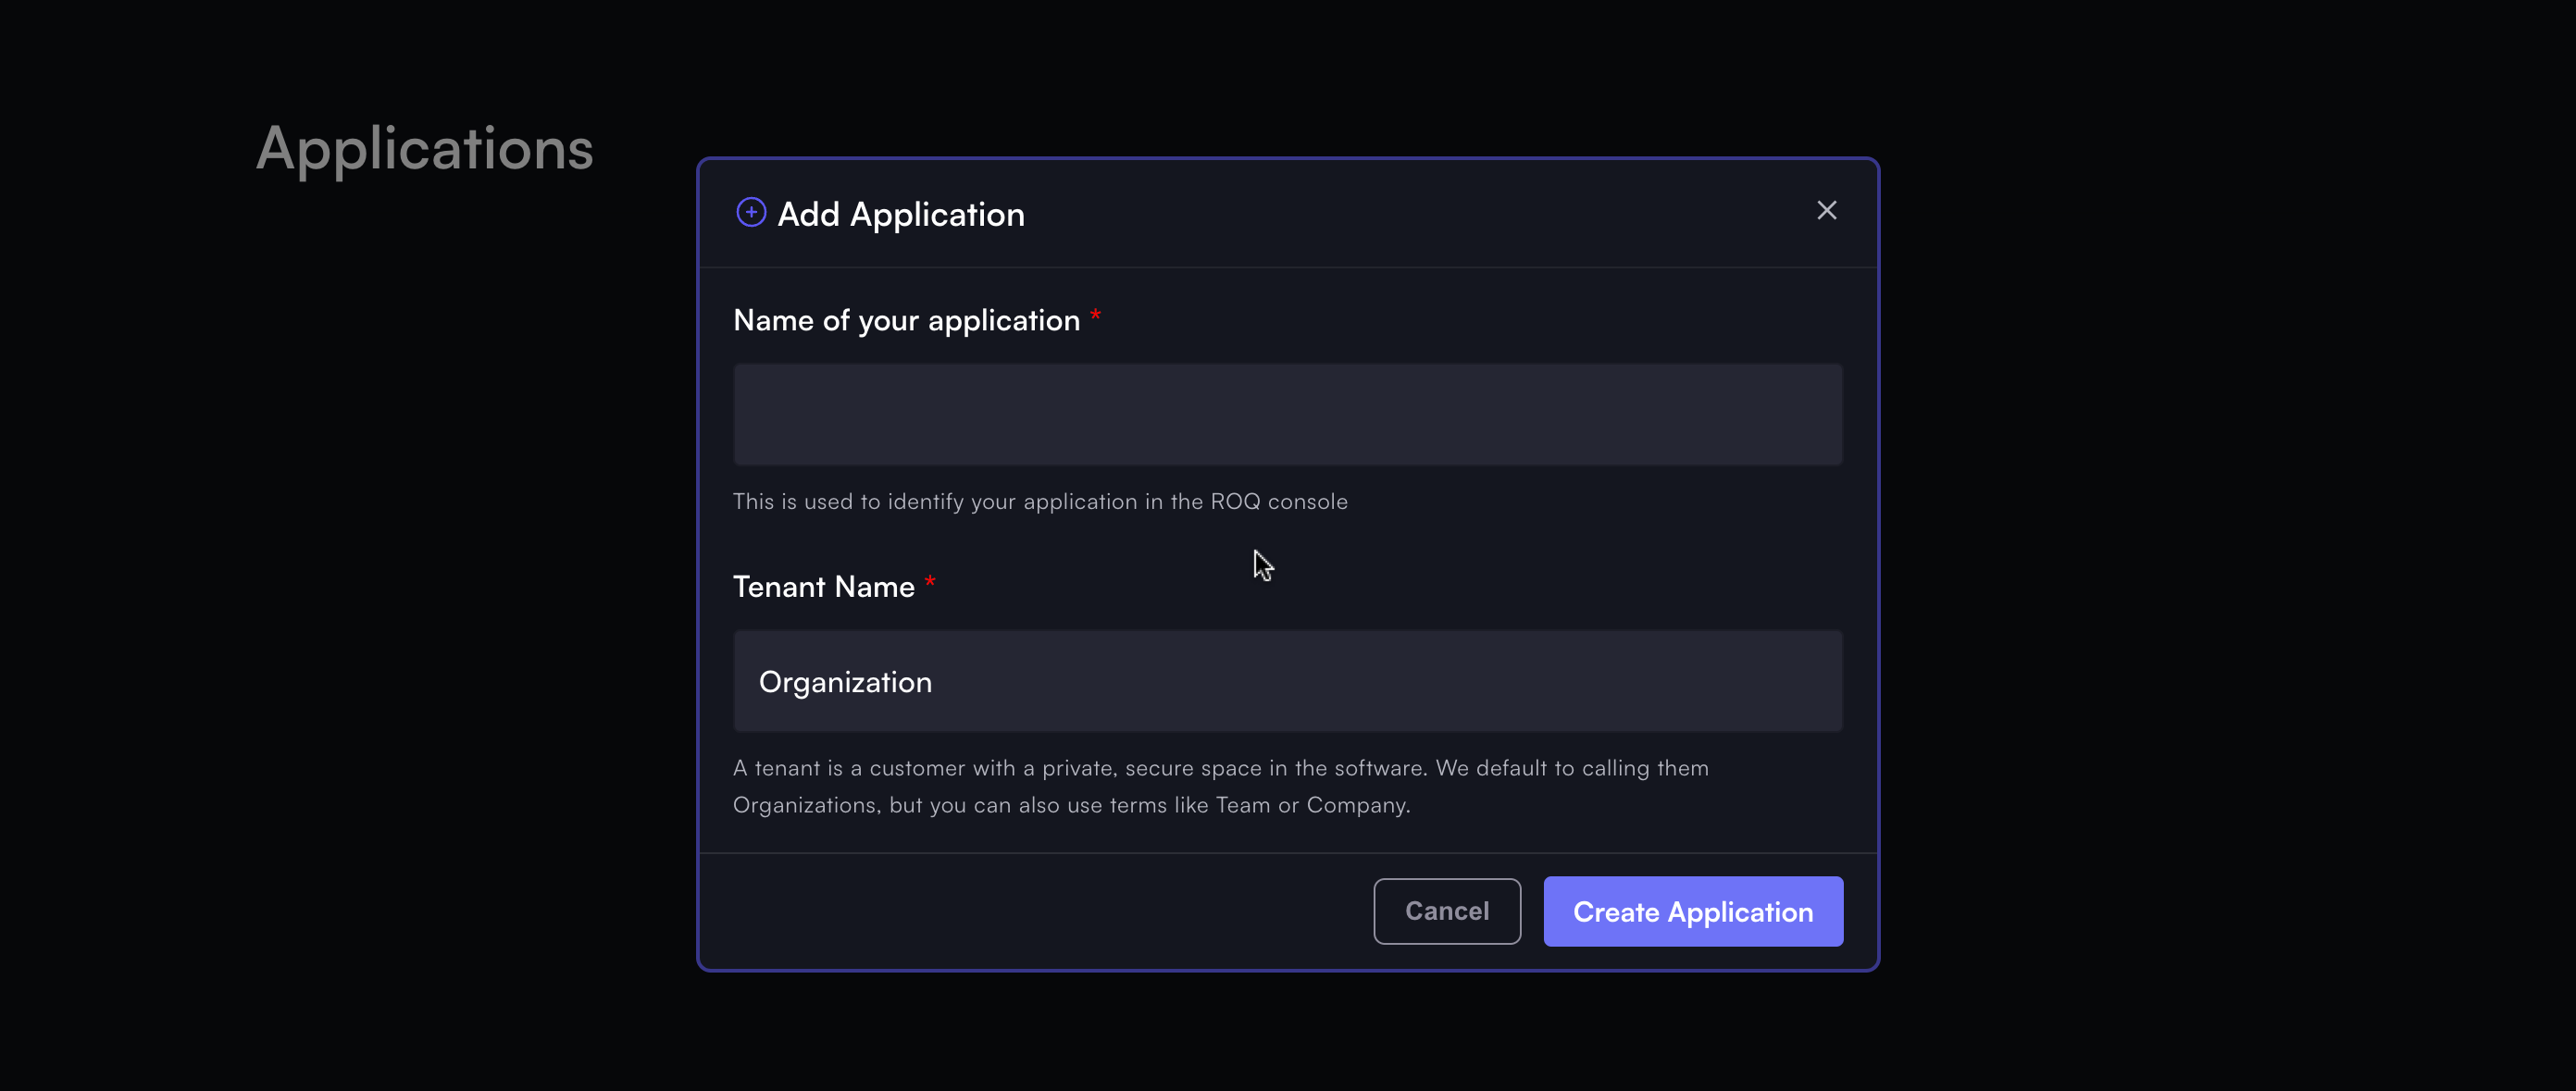 Applications
Add Application
Name of your application *
This is used to identify your application in the ROQ console
Tenant Name *
Organization
A tenant is a customer with a private, secure space in the software. We default to calling them
Organizations, but you can also use terms like Team or Company.
Cancel
Create Application